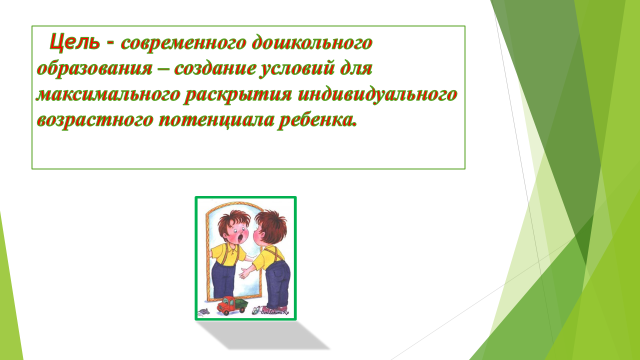 Цель - современного дошкольного
образования – создание условий для
максимального раскрытия индивидуального
возрастного потенциала ребенка.